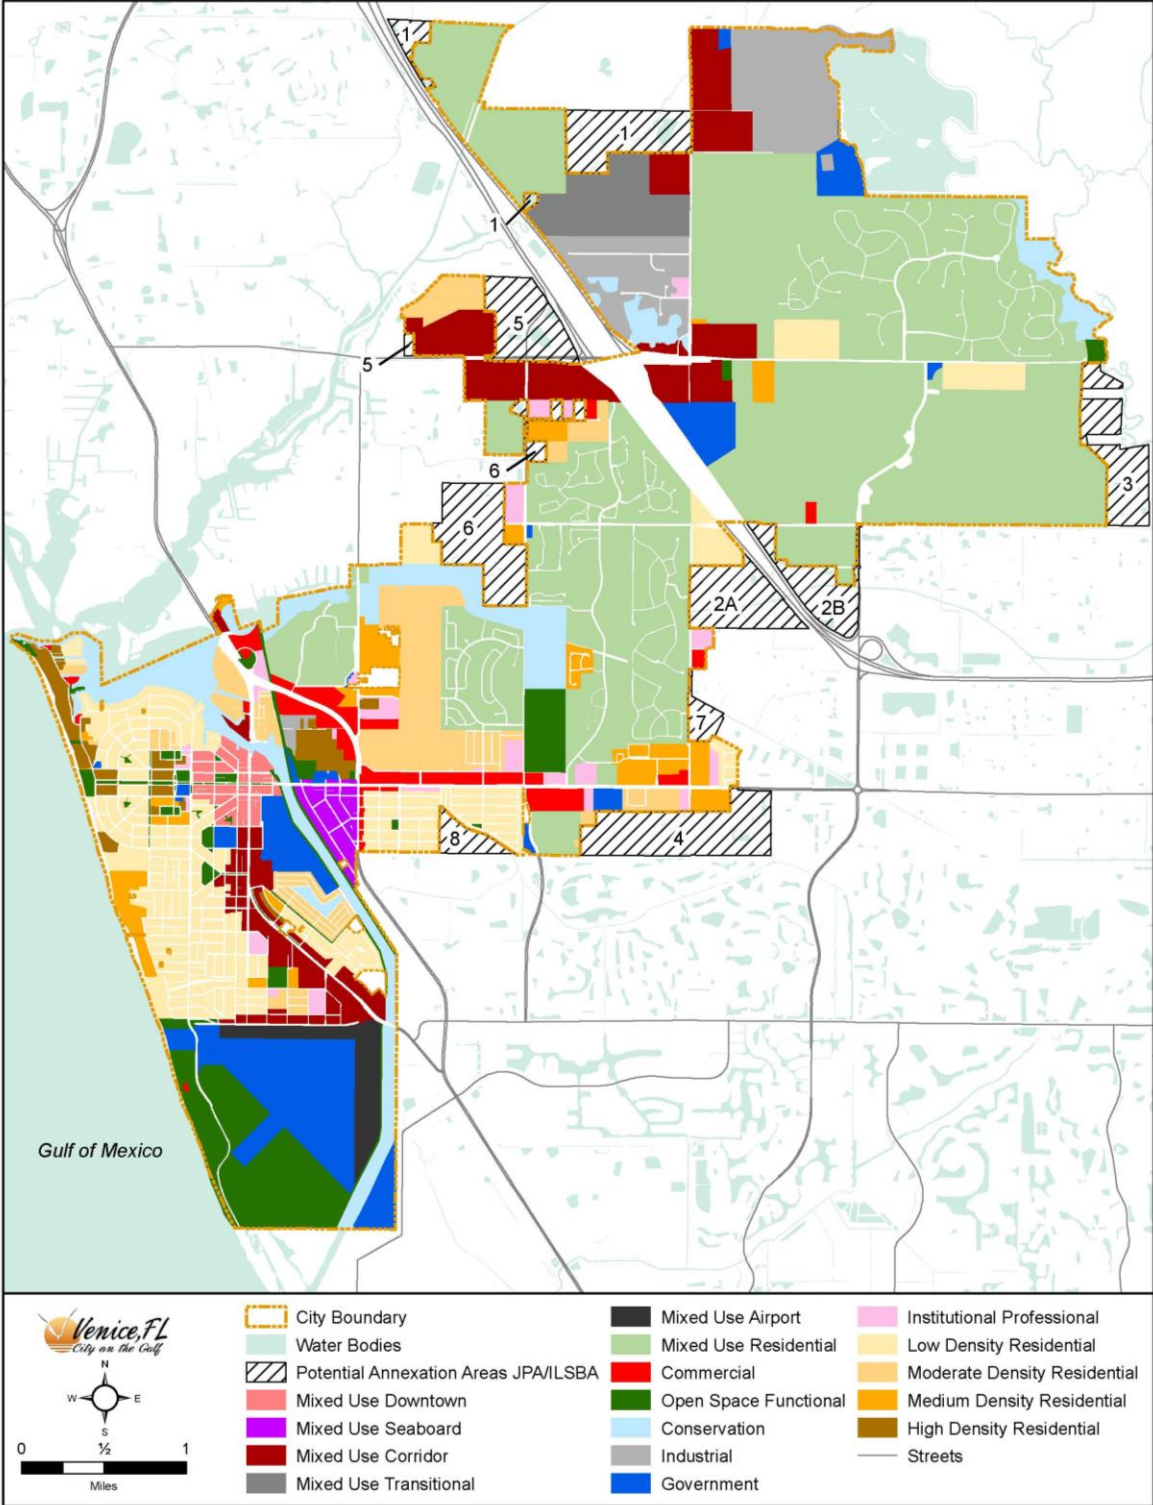 1
1
1
5
5
6
6
3
2A
2B
7
8
4
Gulf of Mexico
Venice, FL
City on the Gulf
N
W
E
S
0
½
1
Miles
City Boundary
Water Bodies
Potential Annexation Areas JPA/ILSBA
Mixed Use Downtown
Mixed Use Seaboard
Mixed Use Corridor
Mixed Use Transitional
Mixed Use Airport
Mixed Use Residential
Commercial
Open Space Functional
Conservation
Industrial
Government
Institutional Professional
Low Density Residential
Moderate Density Residential
Medium Density Residential
High Density Residential
Streets